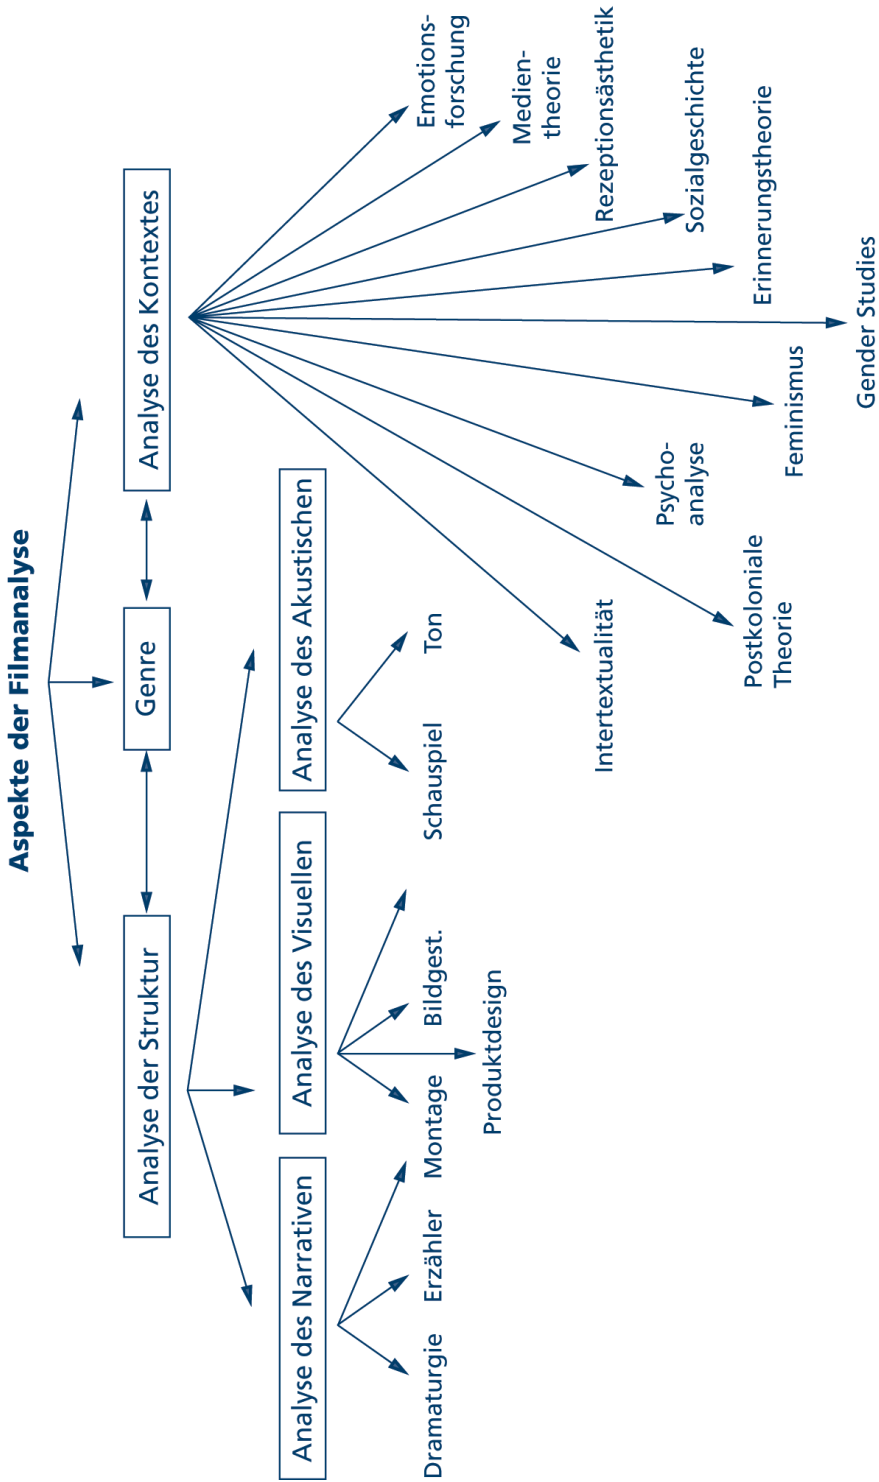 Aspekte der Filmanalyse
Analyse der Struktur
Genre
Analyse des Kontextes
Analyse des Narrativen
Analyse des Visuellen
Analyse des Akustischen
Dramaturgie
Erzähler
Montage
Bildgest.
Produktdesign
Schauspiel
Ton
Intertextualität
Postkoloniale
Theorie
Psycho-
analyse
Feminismus
Gender Studies
Erinnerungstheorie
Sozialgeschichte
Rezeptionsästhetik
Medien-
theorie
Emotions-
forschung